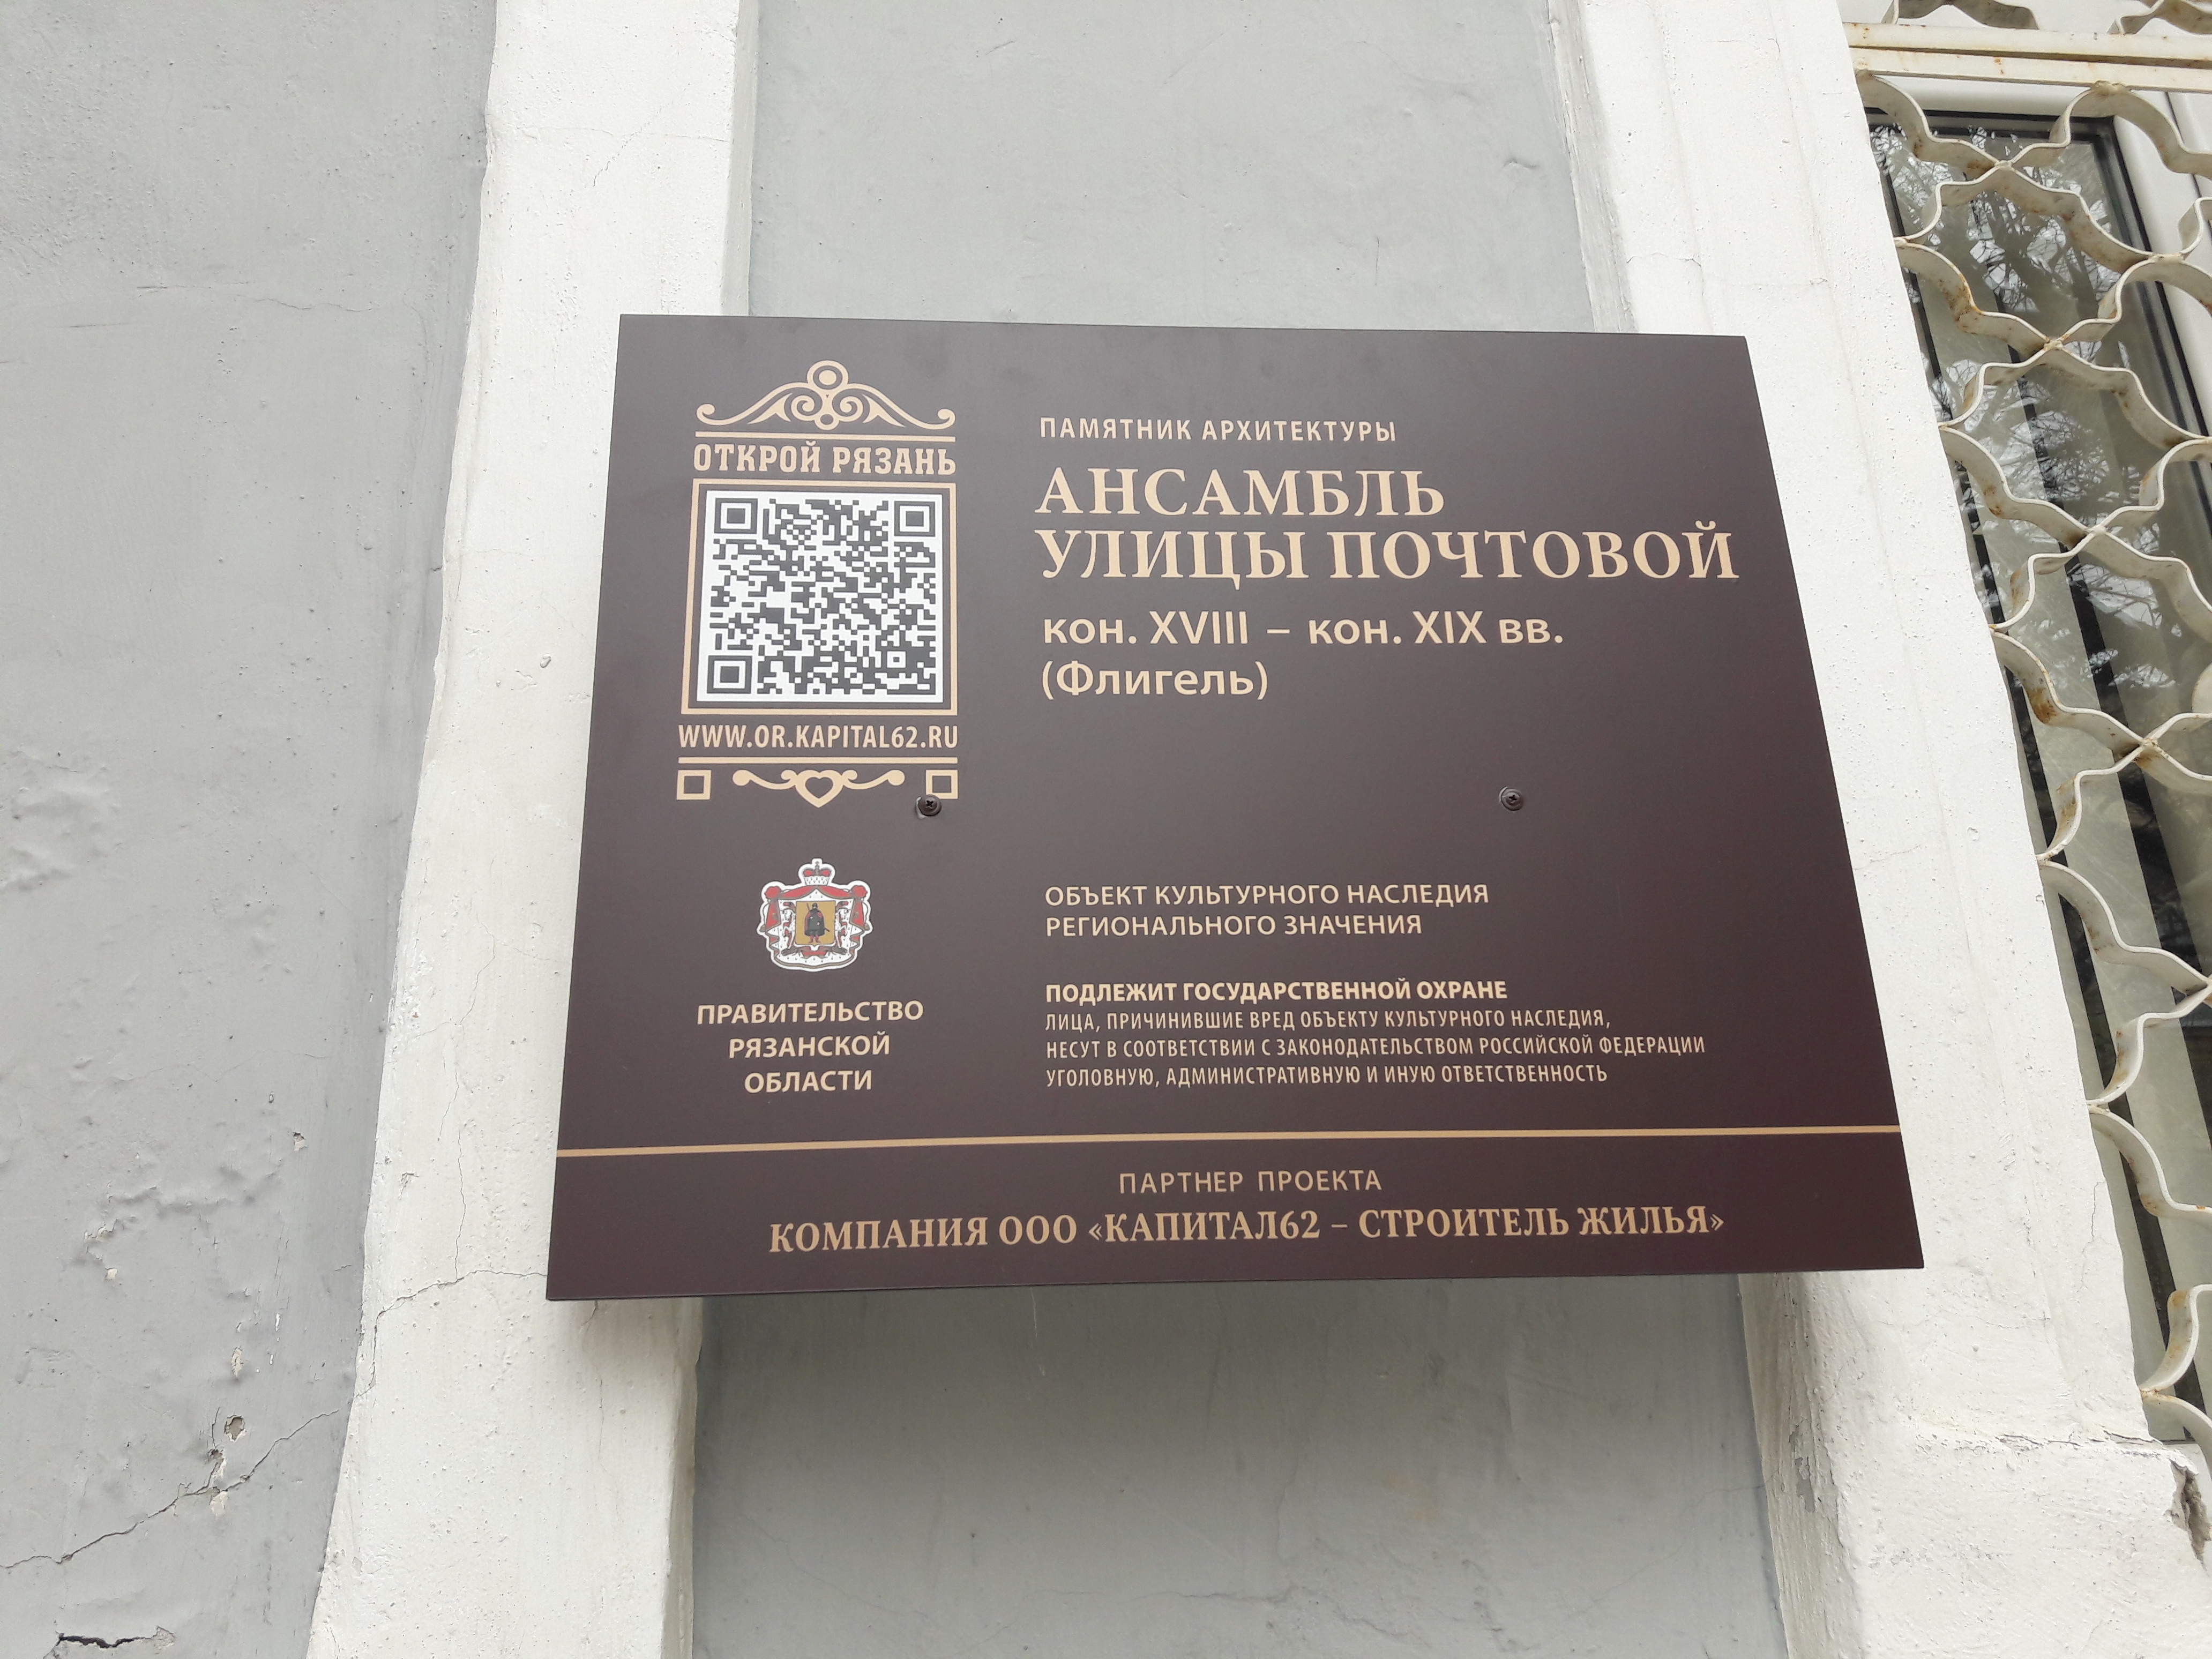 ОТКРОЙ РЯЗАНЬ
WWW.OR.KAPITAL62.RU
ПАМЯТНИК АРХИТЕКТУРЫ
АНСАМБЛЬ
УЛИЦЫ ПОЧТОВОЙ
кон. XVIII – кон. XIX вв.
(Флигель)
ПРАВИТЕЛЬСТВО
РЯЗАНСКОЙ
ОБЛАСТИ
ОБЪЕКТ КУЛЬТУРНОГО НАСЛЕДИЯ
РЕГИОНАЛЬНОГО ЗНАЧЕНИЯ
ПОДЛЕЖИТ ГОСУДАРСТВЕННОЙ ОХРАНЕ
ЛИЦА, ПРИЧИНИВШИЕ ВРЕД ОБЪЕКТУ КУЛЬТУРНОГО НАСЛЕДИЯ,
НЕСУТ В СООТВЕТСТВИИ С ЗАКОНОДАТЕЛЬСТВОМ РОССИЙСКОЙ ФЕДЕРАЦИИ
УГОЛОВНУЮ, АДМИНИСТРАТИВНУЮ И ИНУЮ ОТВЕТСТВЕННОСТЬ
ПАРТНЕР ПРОЕКТА
КОМПАНИЯ ООО «КАПИТАЛ62 – СТРОИТЕЛЬ ЖИЛЬЯ»